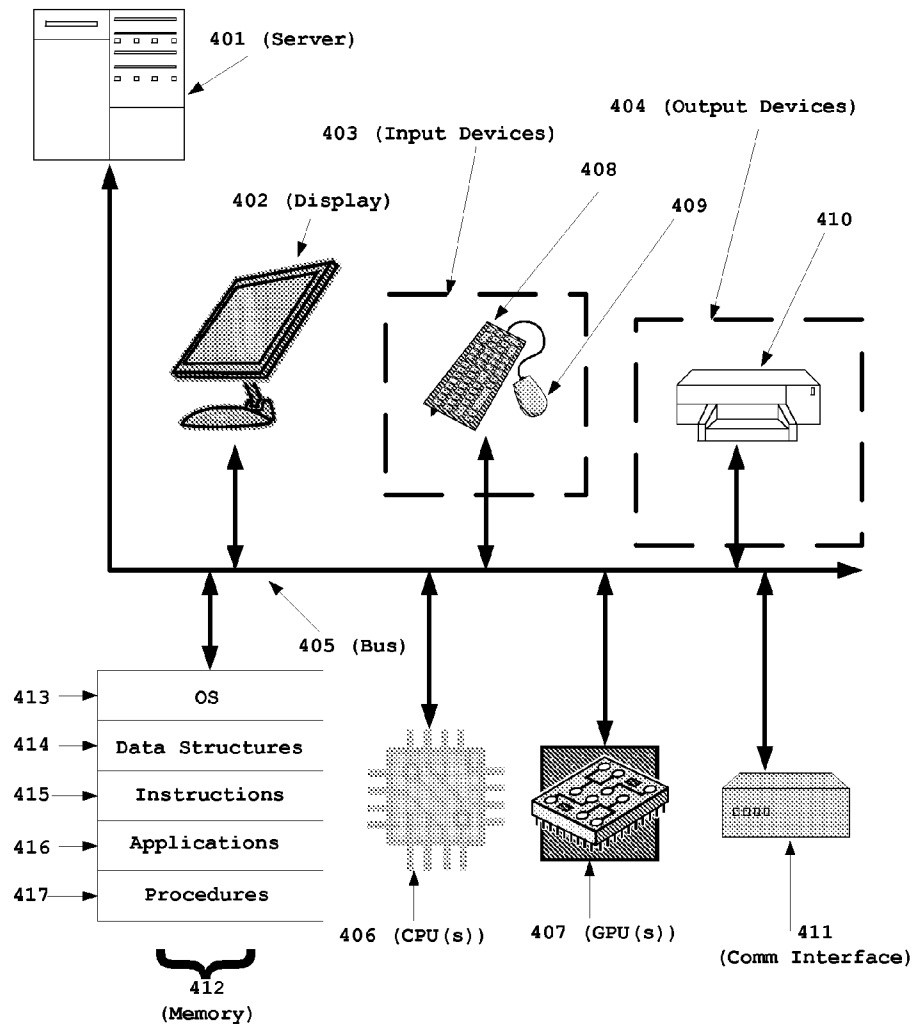 401 (Server)
404 (Output Devices)
403 (Input Devices)
408
402 (Display)
409
410
405 (Bus)
413
OS
414
Data Structures
415
Instructions
416
Applications
417
Procedures
406 (CPU(s))
407 (GPU(s))
411
(Comm Interface)
412
(Memory)